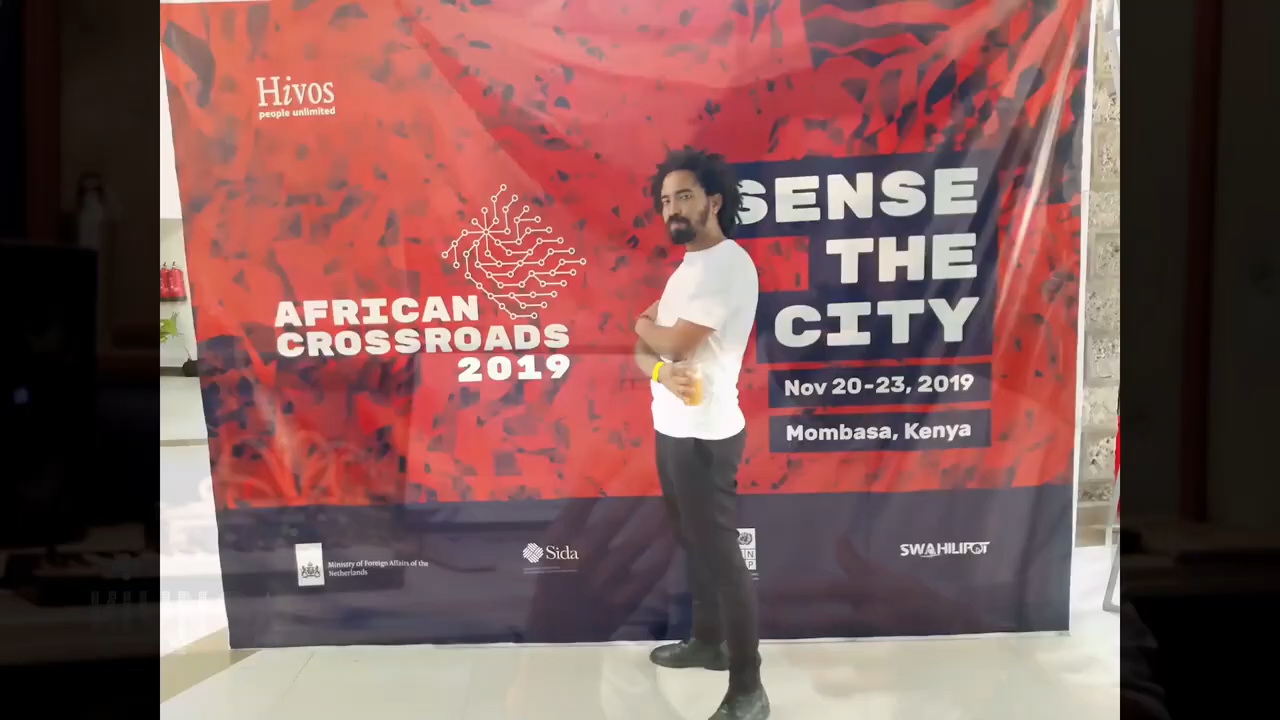 Hivos
people unlimited
AFRICAN
CROSSROADS
2019
SENSE
THE
CITY
Nov 20-23, 2019
Mombasa, Kenya
Ministry of Foreign Affairs of the
Netherlands
Sida
SWAHILIPOT